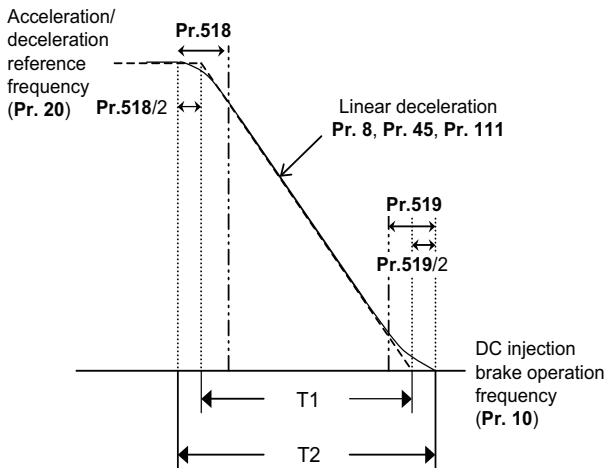 Acceleration/
deceleration
reference
frequency
(Pr. 20)
Pr.518
Pr.518/2
Linear deceleration
Pr. 8, Pr. 45, Pr. 111
Pr.519
Pr.519/2
DC injection
brake operation
frequency
(Pr. 10)
T1
T2